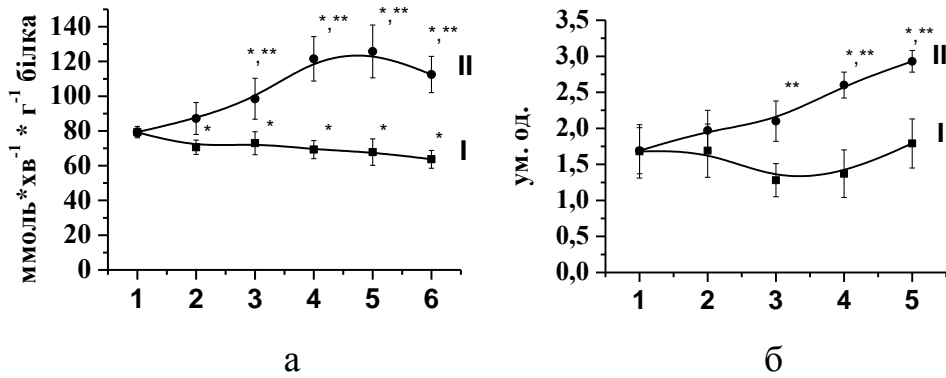 ммоль*хв⁻¹ * г⁻¹ білка
140
120
100
80
60
40
20
0
1 2 3 4 5 6
* * * * *
*,** *,** *,** *,**
II
I
а
ум. од.
3,5
3,0
2,5
2,0
1,5
1,0
0,5
0,0
1 2 3 4 5
** *,** *,**
II
I
б